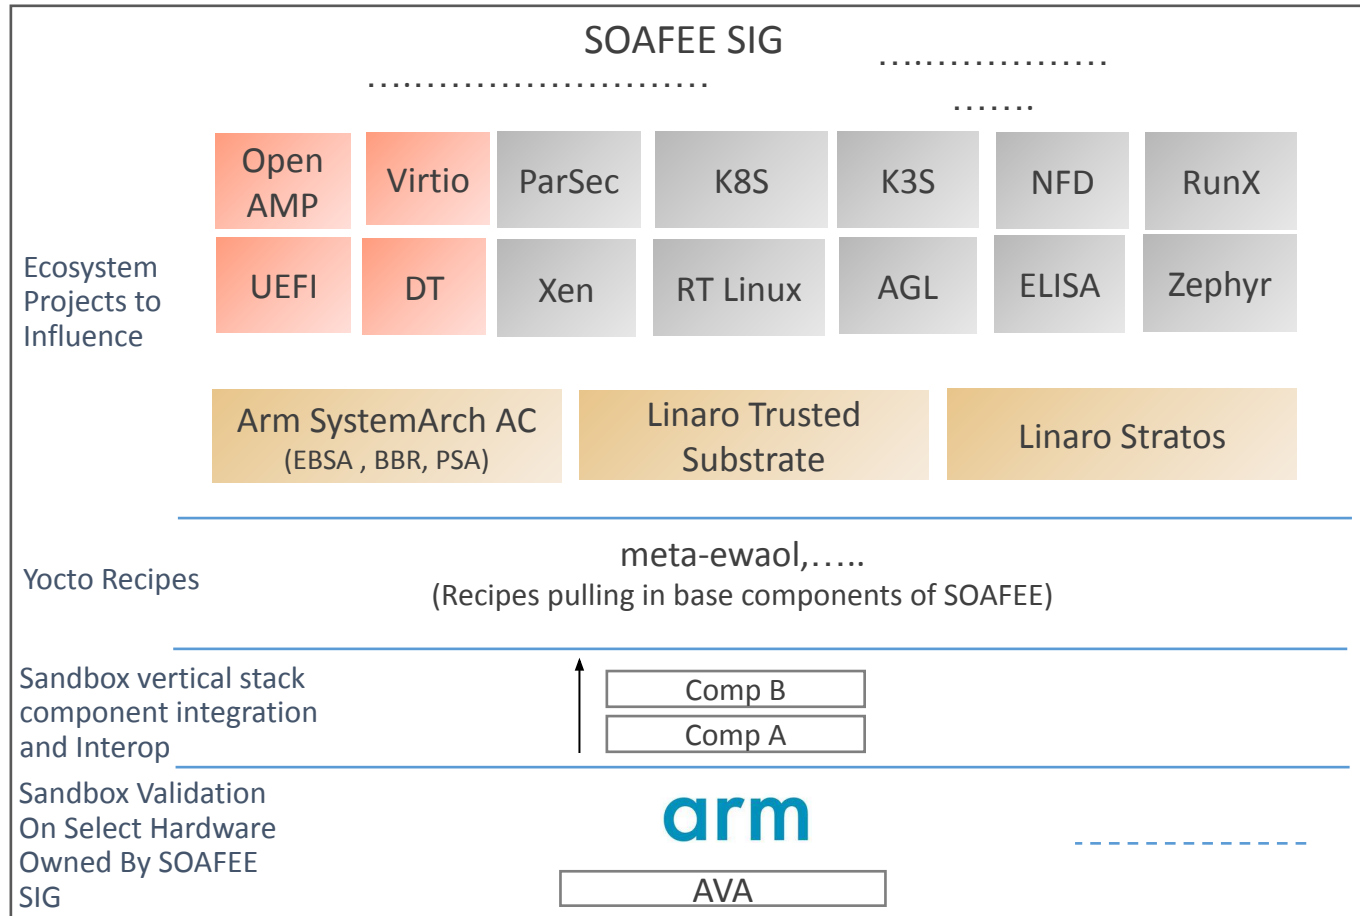 SOAFEE SIG
………………………
………………
…….
Open
AMP
Virtio
ParSec
K8S
K3S
NFD
RunX
Ecosystem
Projects to
Influence
UEFI
DT
Xen
RT Linux
AGL
ELISA
Zephyr
Arm SystemArch AC
(EBSA , BBR, PSA)
Linaro Trusted
Substrate
Linaro Stratos
Yocto Recipes
meta-ewaol,…..
(Recipes pulling in base components of SOAFEE)
Sandbox vertical stack
component integration
and Interop
Comp B
Comp A
Sandbox Validation
On Select Hardware
Owned By SOAFEE
SIG
arm
AVA